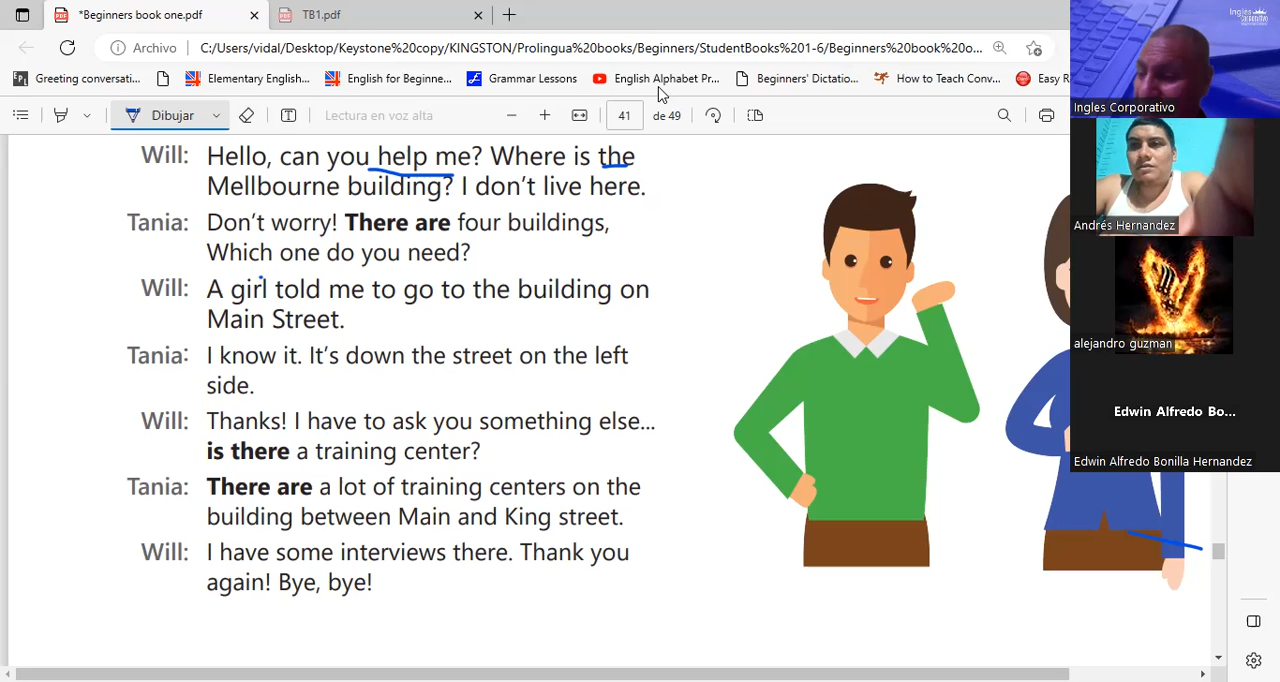 *Beginners book one.pdf
TB1.pdf
Archivo
C:/Users/vidal/Desktop/Keystone%20copy/KINGSTON/Prolingua%20books/Beginners/StudentBooks%201-6/Beginners%20book%20o...
Greeting conversati...
Elementary English...
English for Beginne...
Grammar Lessons
English Alphabet Pr...
Beginners' Dictatio...
How to Teach Conv...
Easy R
Dibujar
Lectura en voz alta
41 de 49
Will: Hello, can you help me? Where is the
Mellbourne building? I don't live here.
Tania: Don't worry! There are four buildings,
Which one do you need?
Will: A girl told me to go to the building on
Main Street.
Tania: I know it. It's down the street on the left
side.
Will: Thanks! I have to ask you something else...
is there a training center?
Tania: There are a lot of training centers on the
building between Main and King street.
Will: I have some interviews there. Thank you
again! Bye, bye!
Ingles
Corporativo
Ingles Corporativo
Andrés Hernandez
alejandro guzman
Edwin Alfredo Bo...
Edwin Alfredo Bonilla Hernandez